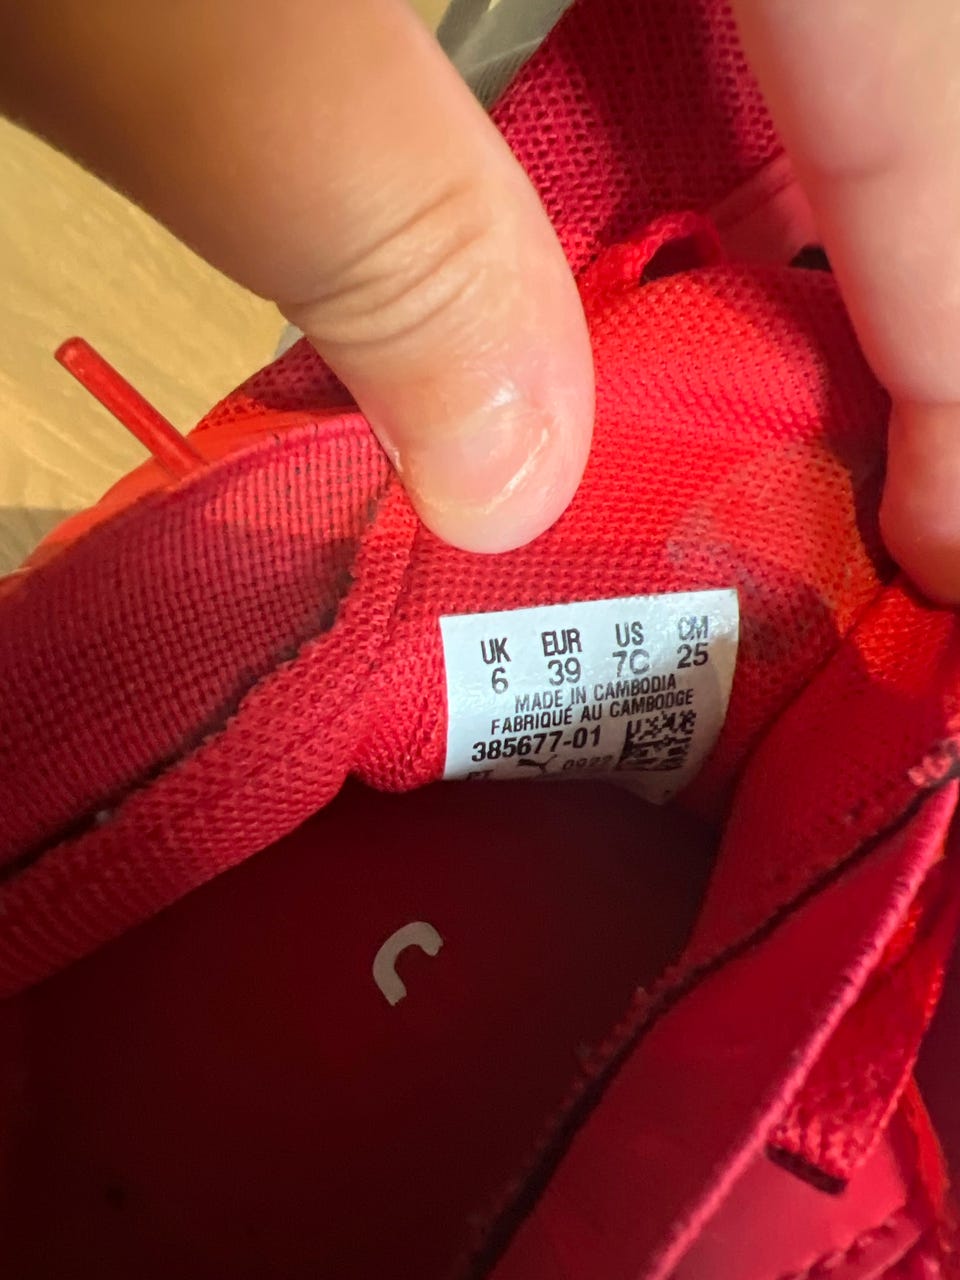 UK EUR US CM
6 39 7C 25
MADE IN CAMBODIA
FABRIQUÉ AU CAMBODGE
385677-01